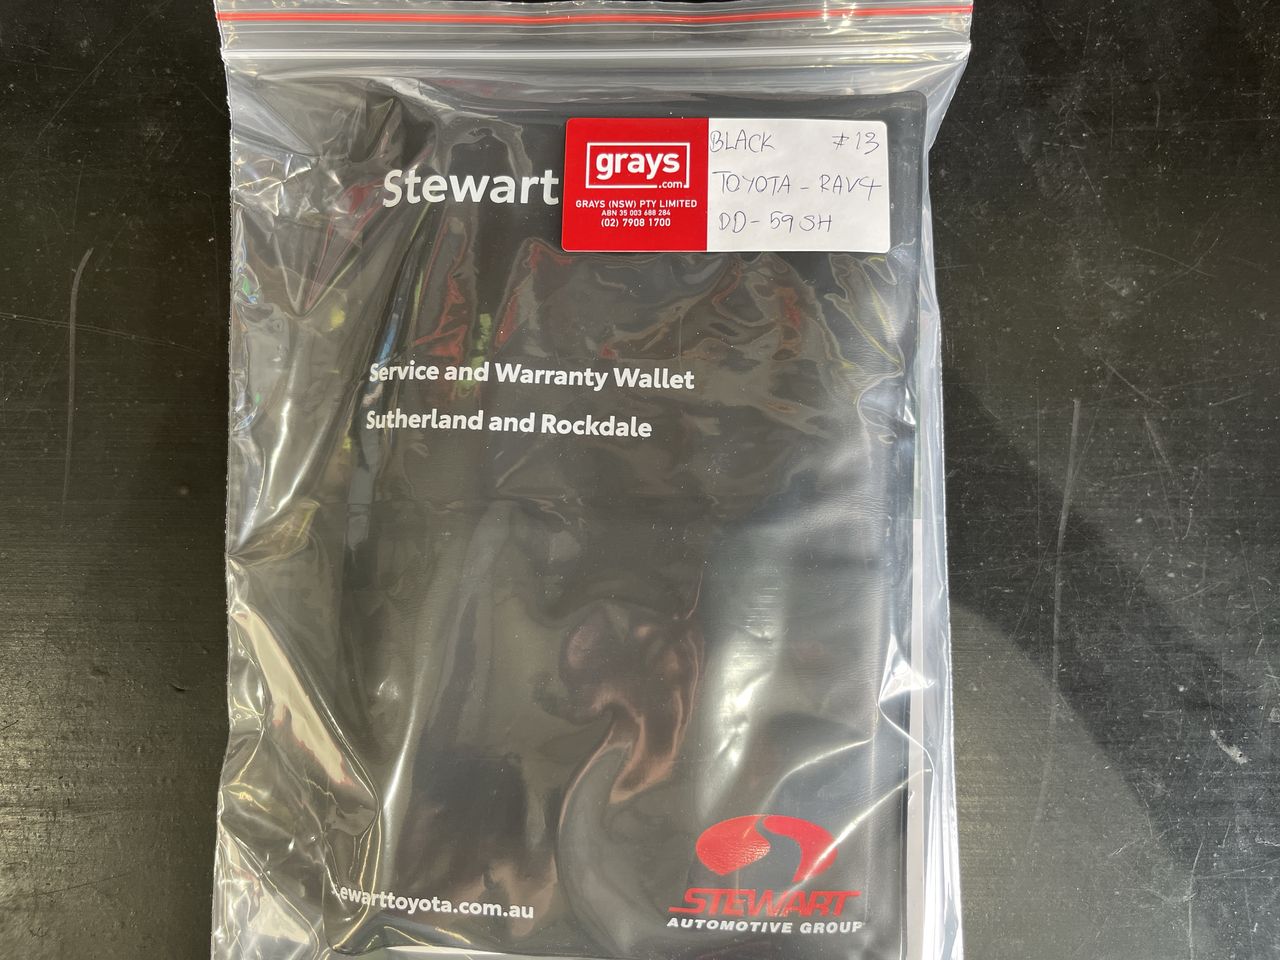 Stewart
grays
.com
GRAYS (NSW) PTY LIMITED
ABN 35 003 688 284
(02) 7908 1700
BLACK #13
TOYOTA - RAV4
DD-59SH
Service and Warranty Wallet
Sutherland and Rockdale
ewarttoyota.com.au
STEWART
AUTOMOTIVE GROUP